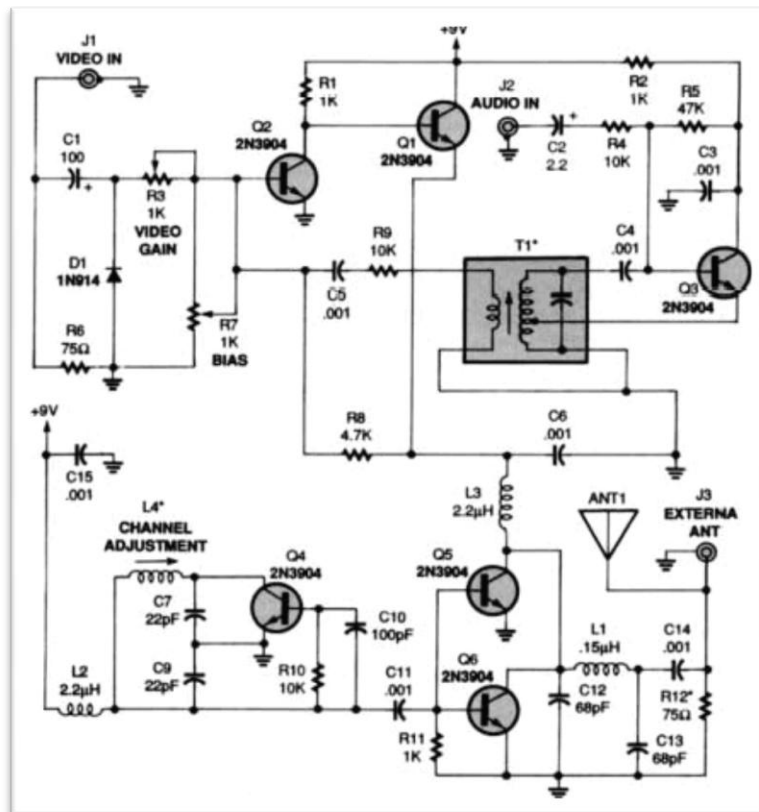 J1
VIDEO IN
C1
100
+
R3
1K
VIDEO
GAIN
D1
1N914
R6
75Ω
R7
1K
BIAS
R1
1K
Q2
2N3904
Q1
2N3904
+9V
J2
AUDIO IN
C2
2.2
+
R4
10K
R2
1K
R5
47K
C3
.001
C4
.001
Q3
2N3904
T1*
R9
10K
C5
.001
R8
4.7K
C6
.001
+9V
C15
.001
L4*
CHANNEL
ADJUSTMENT
C7
22pF
C9
22pF
L2
2.2µH
Q4
2N3904
R10
10K
C10
100pF
C11
.001
R11
1K
L3
2.2µH
Q5
2N3904
Q6
2N3904
ANT1
J3
EXTERNA
ANT
L1
.15µH
C14
.001
C12
68pF
C13
68pF
R12*
75Ω